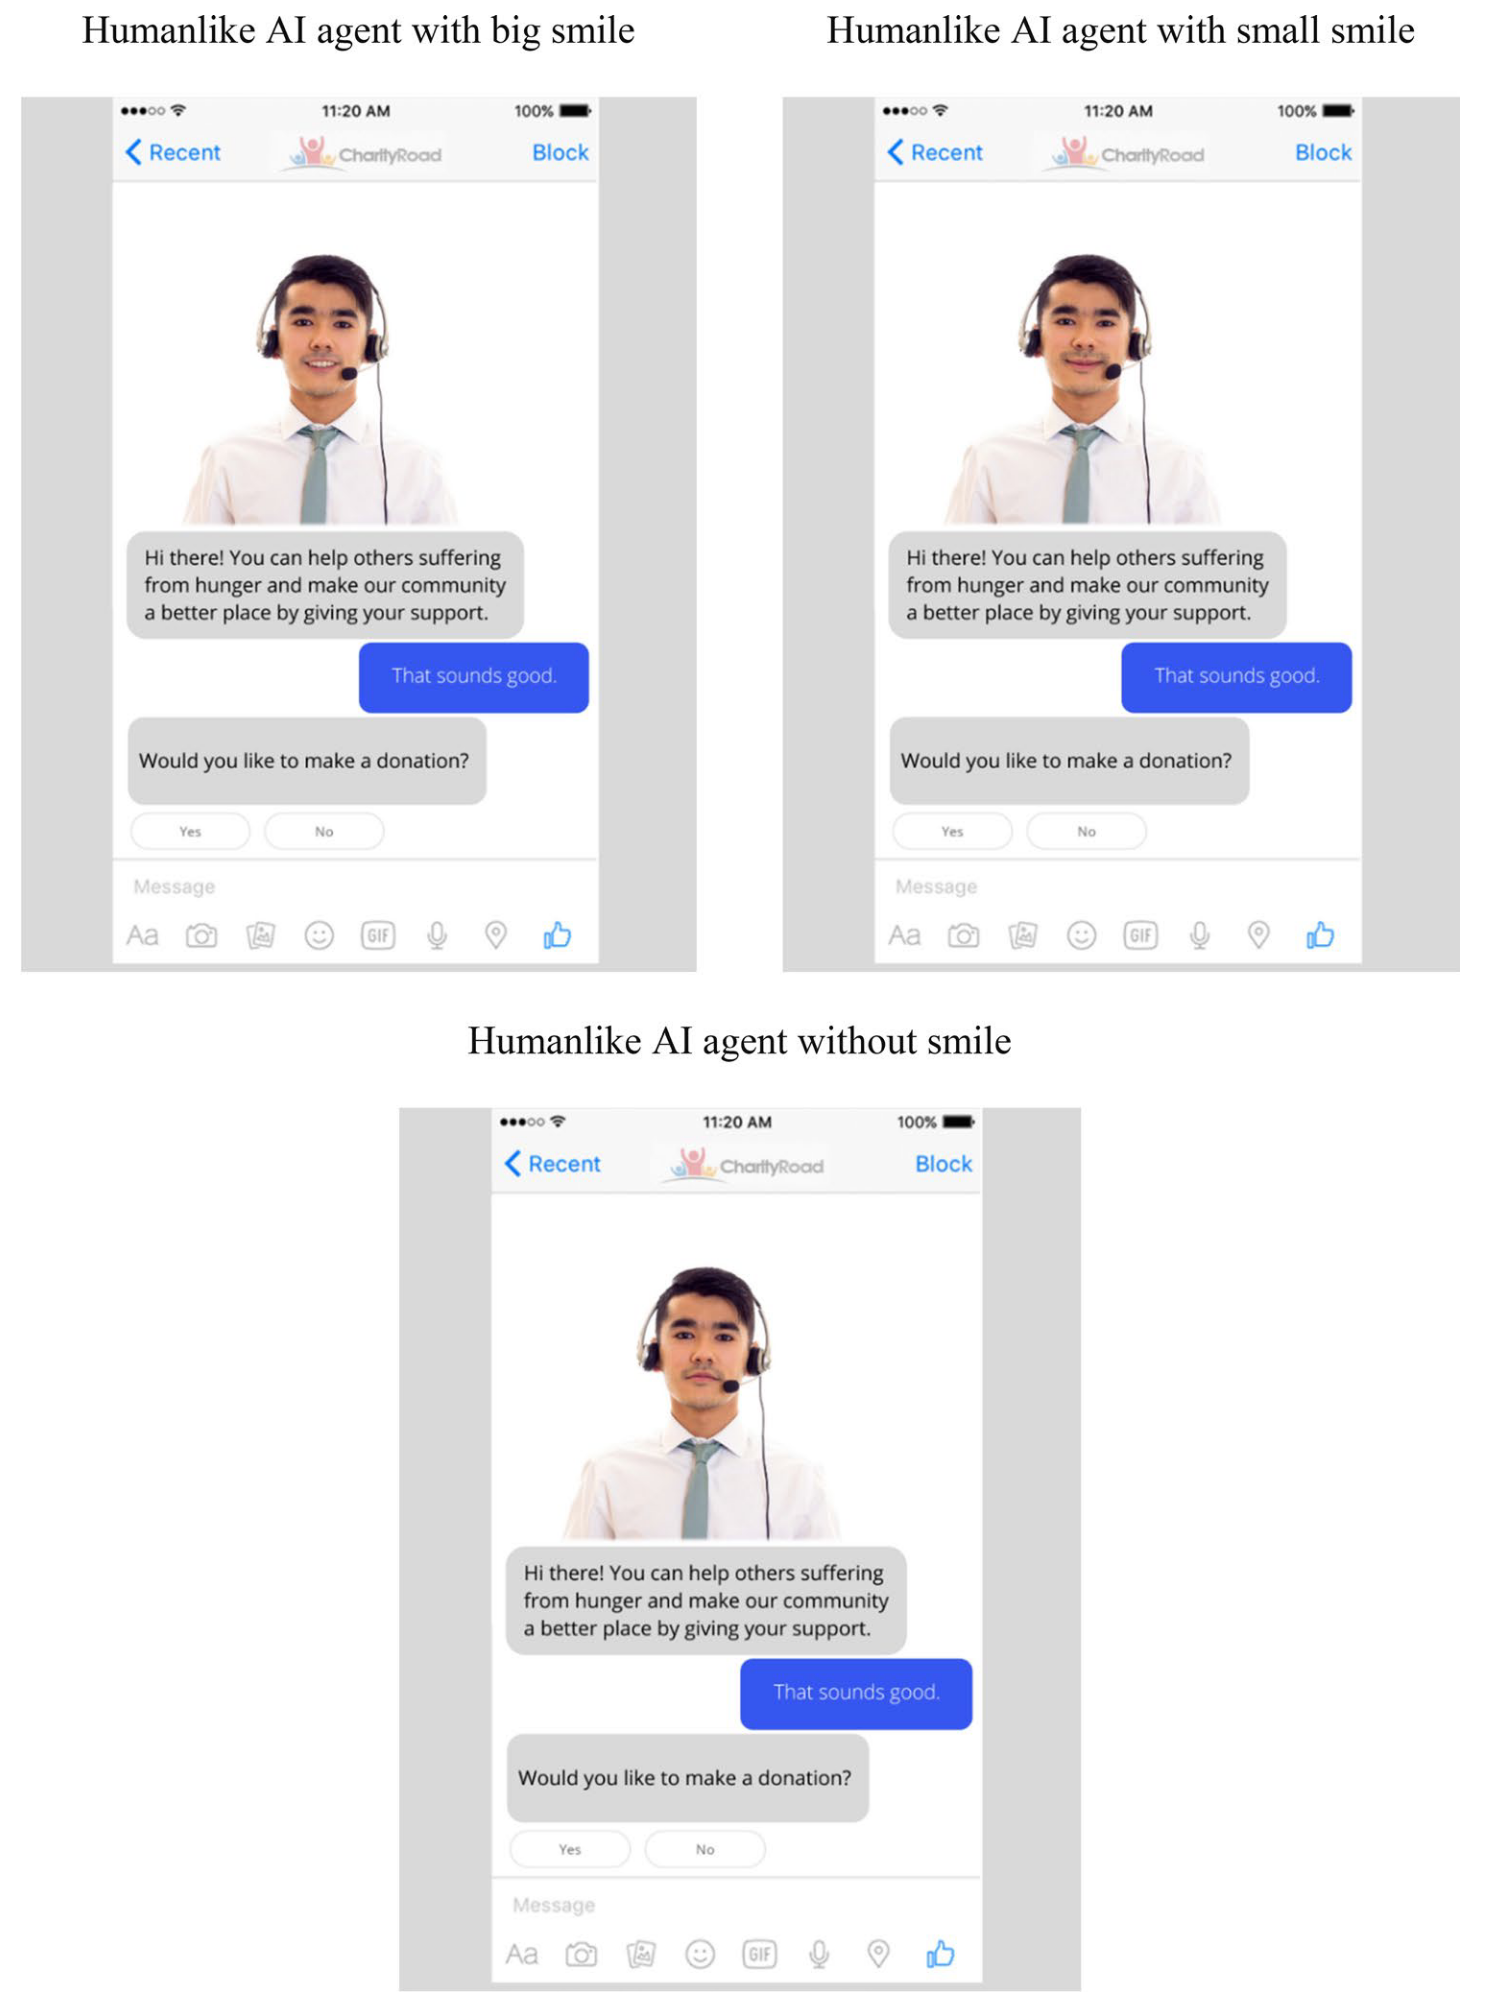 Humanlike AI agent with big smile
11:20 AM
100%
Recent
CharityRoad
Block
Hi there! You can help others suffering
from hunger and make our community
a better place by giving your support.
That sounds good.
Would you like to make a donation?
Yes
No
Message
Aa
GIF
Humanlike AI agent with small smile
11:20 AM
100%
Recent
CharityRoad
Block
Hi there! You can help others suffering
from hunger and make our community
a better place by giving your support.
That sounds good.
Would you like to make a donation?
Yes
No
Message
Aa
GIF
Humanlike AI agent without smile
11:20 AM
100%
Recent
CharityRoad
Block
Hi there! You can help others suffering
from hunger and make our community
a better place by giving your support.
That sounds good.
Would you like to make a donation?
Yes
No
Message
Aa
GIF